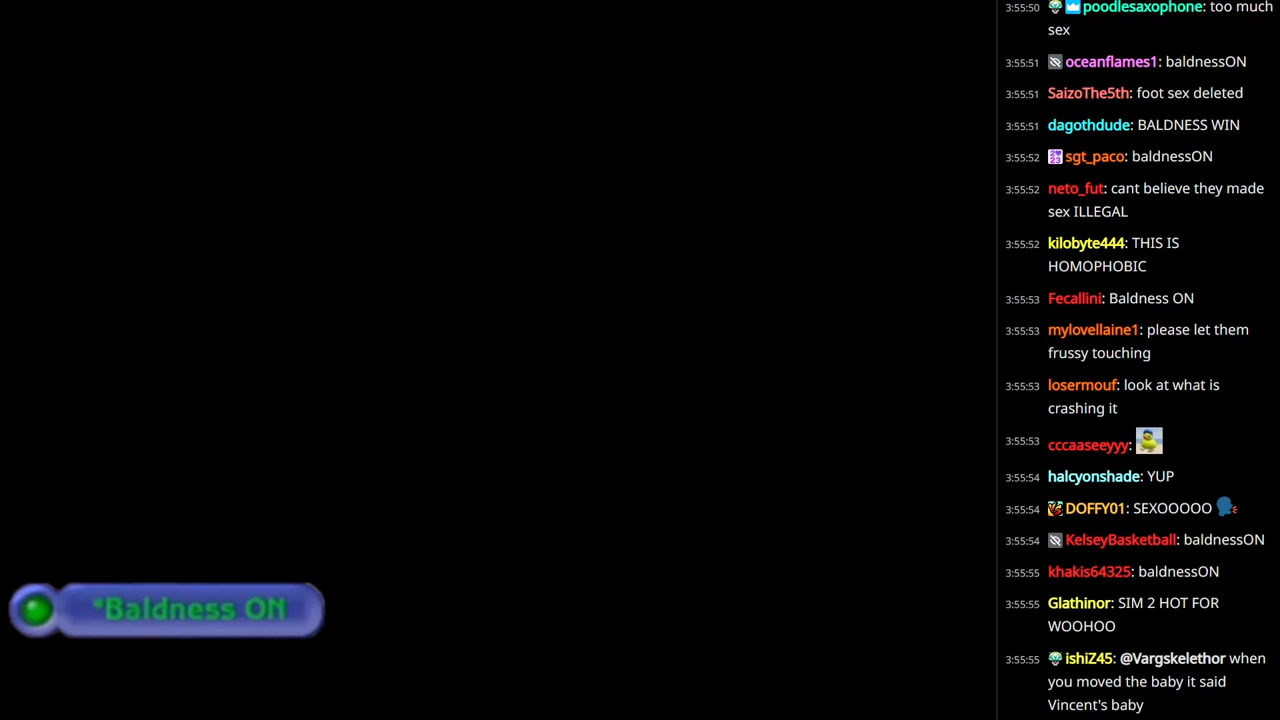 3:55:50 poodlesaxophone: too much
sex
3:55:51 oceanflames1: baldnessON
3:55:51 SaizoThe5th: foot sex deleted
3:55:51 dagothdude: BALDNESS WIN
3:55:52 sgt_paco: baldnessON
3:55:52 neto_fut: cant believe they made
sex ILLEGAL
3:55:52 kilobyte444: THIS IS
HOMOPHOBIC
3:55:53 Fecallini: Baldness ON
3:55:53 mylovellaine1: please let them
frussy touching
3:55:53 losermouf: look at what is
crashing it
3:55:53 cccaaseeyyy:
3:55:54 halcyonshade: YUP
3:55:54 DOFFY01: SEXOOOOO
3:55:54 KelseyBasketball: baldnessON
3:55:55 khakis64325: baldnessON
3:55:55 Glathinor: SIM 2 HOT FOR
WOOHOO
3:55:55 ishiZ45: @Vargskelethor when
you moved the baby it said
Vincent's baby
*Baldness ON